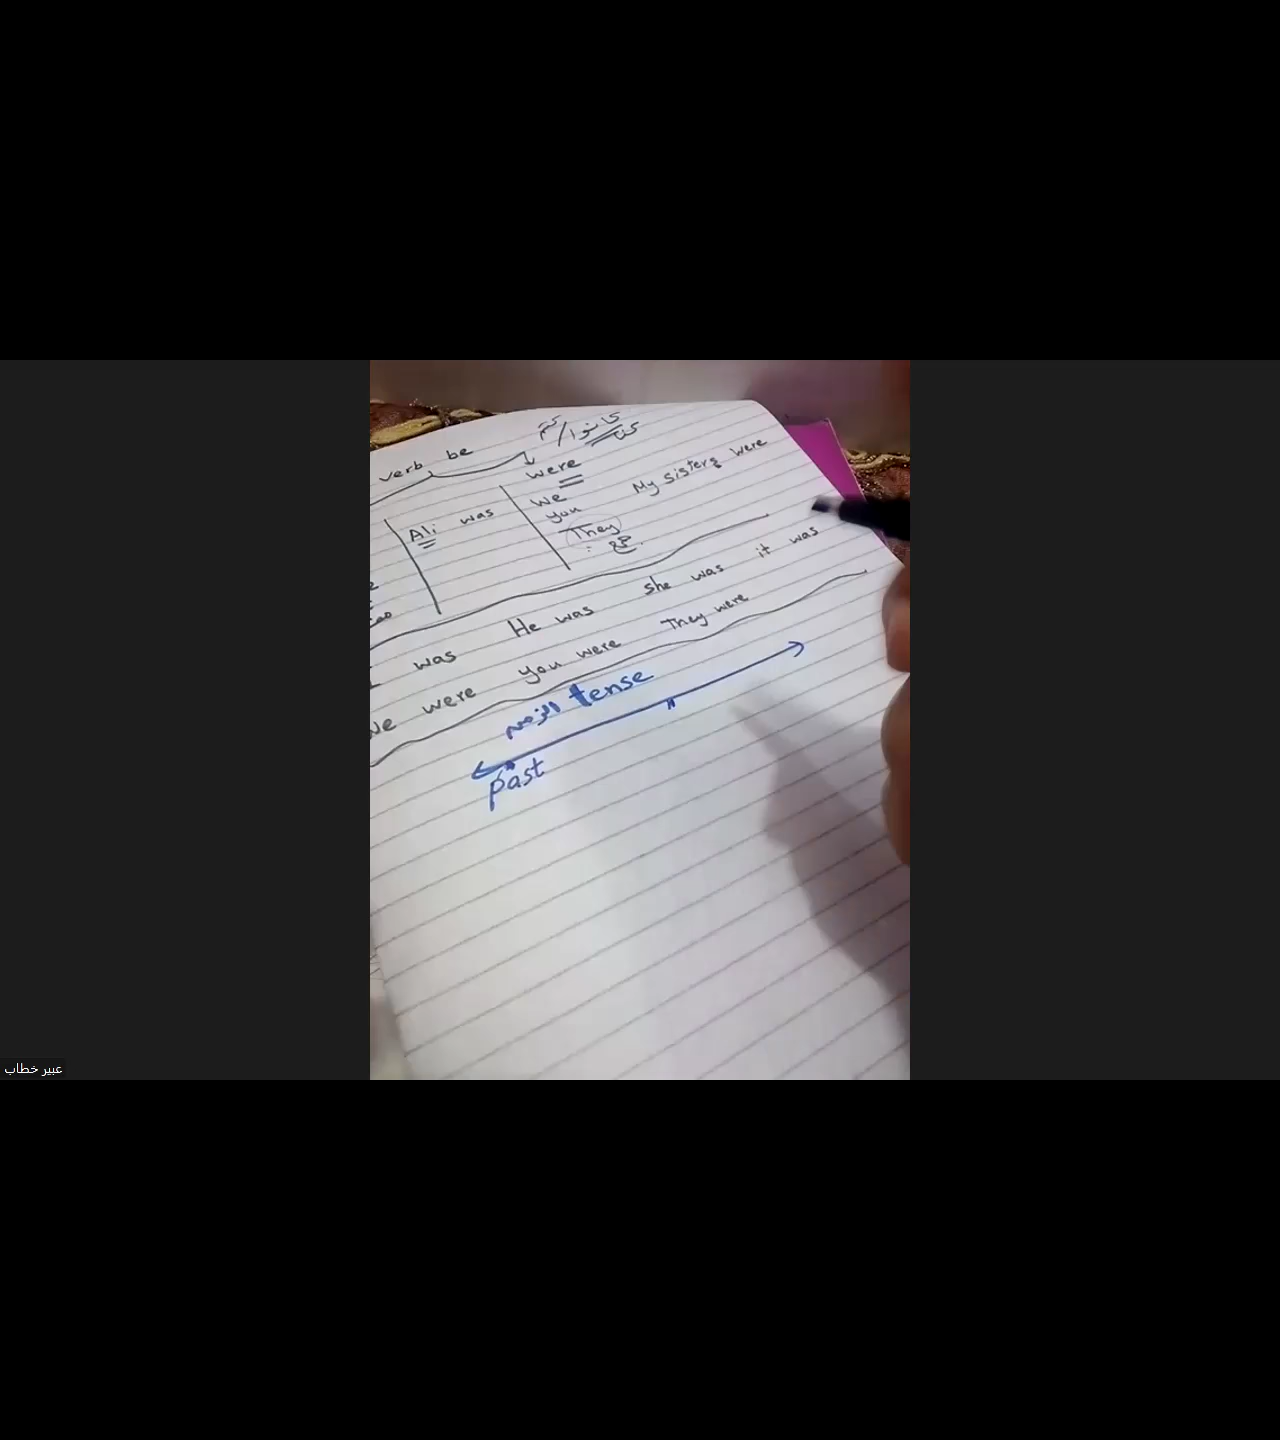 كانوا / كنتم
كنا
verb be
were
we
My sisters were
Ali was
you
They
جمع
He was she was it was
was
we were you were They were
الزمن tense
past
عبير خطاب